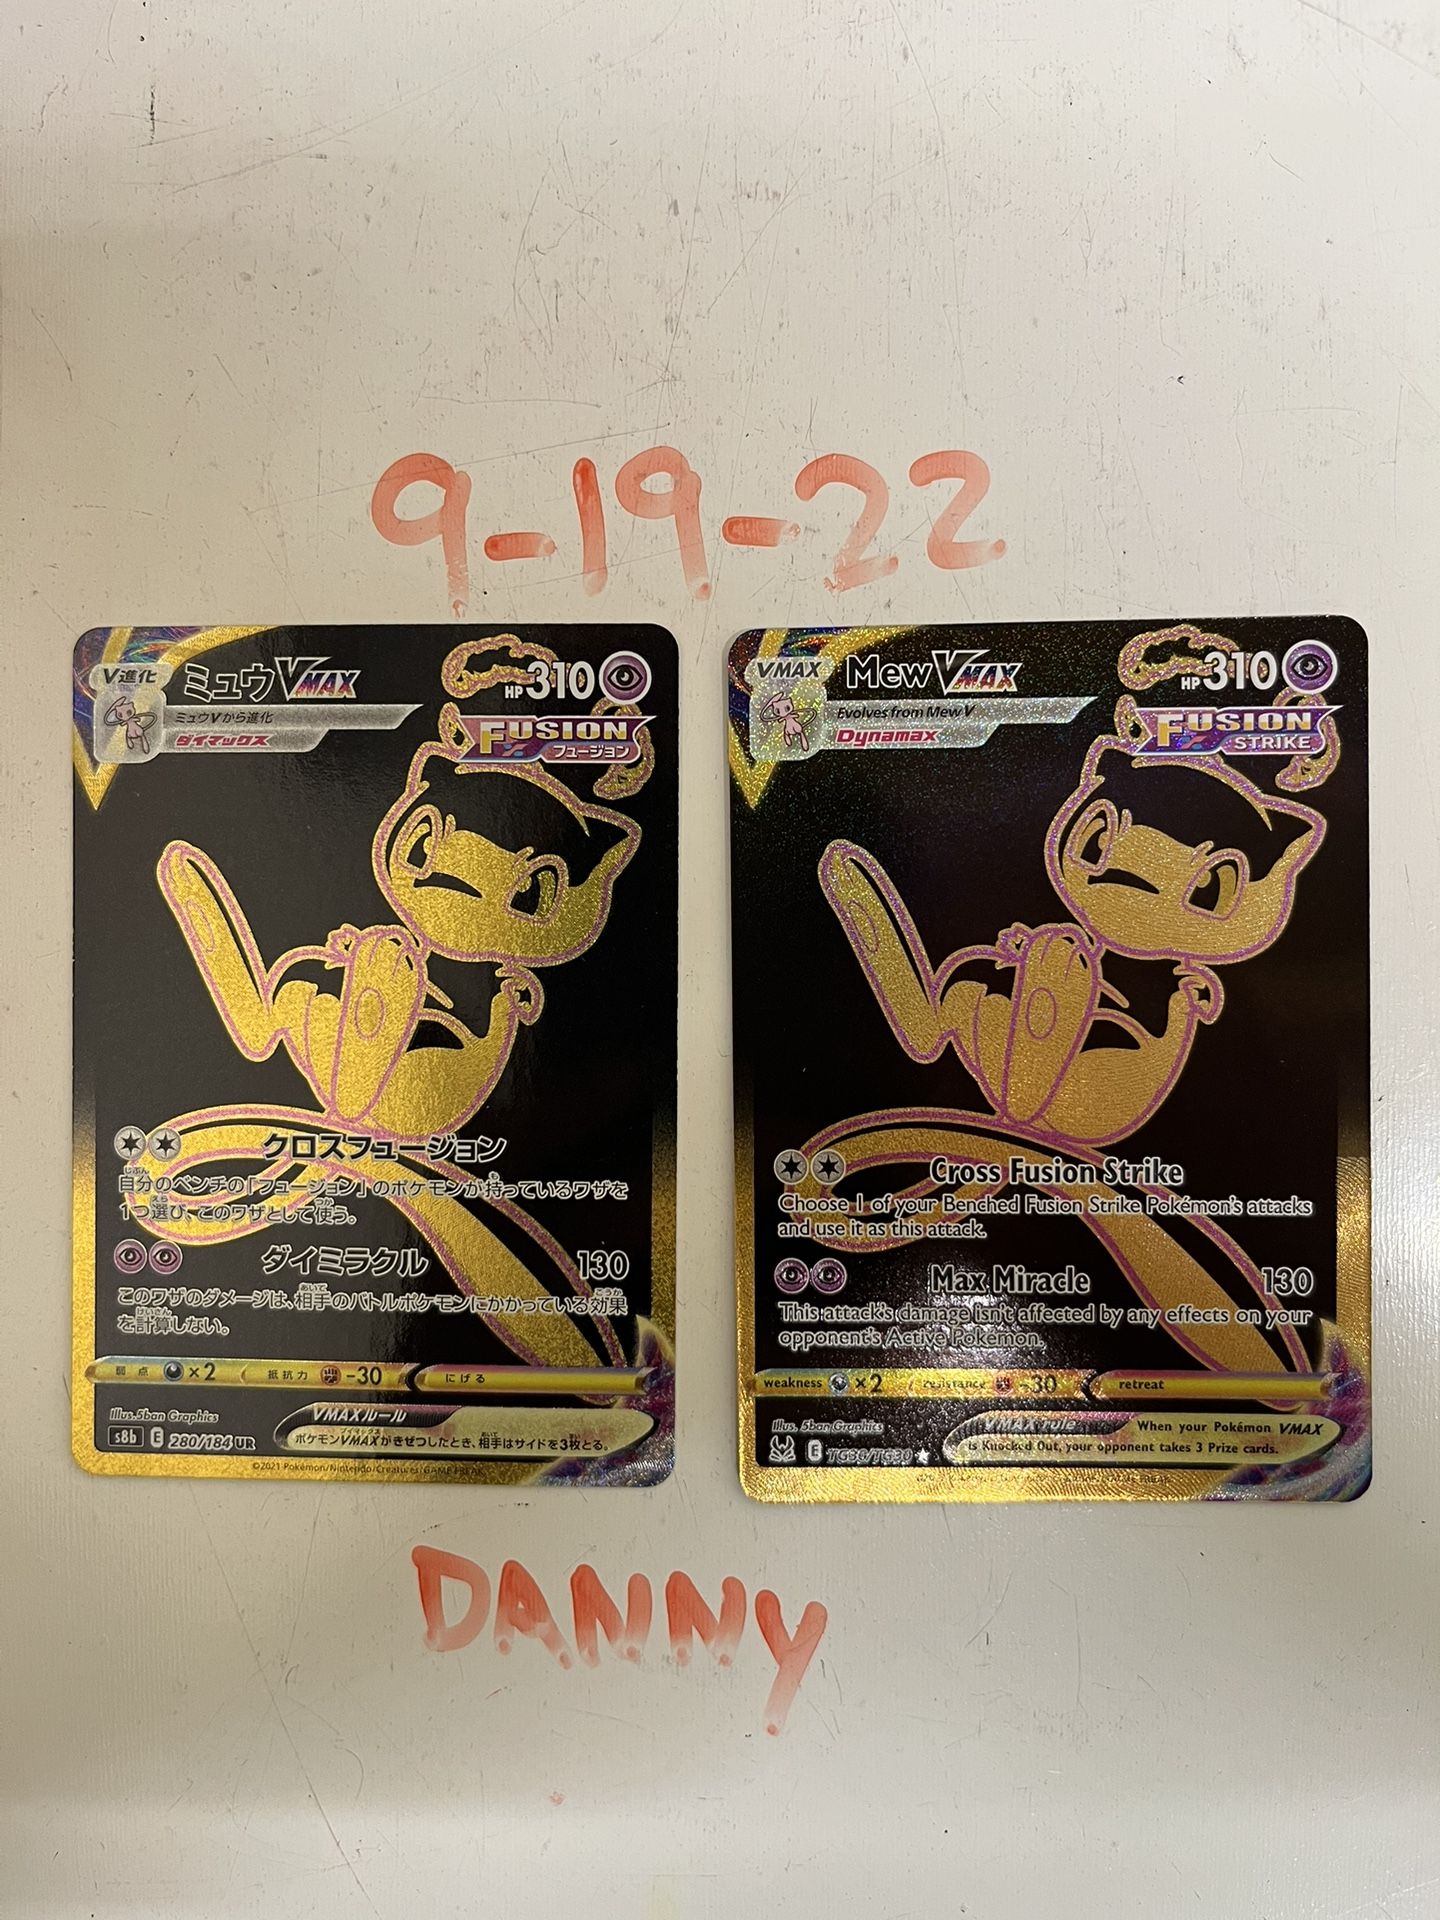 9-19-22
V進化
ミュウVMAX
HP310
ミュウVから進化
ダイマックス
FUSION
フュージョン
クロスフュージョン
自分のベンチの「フュージョン」のポケモンが持っているワザを
1つ選び、このワザとして使う。
ダイミラクル 130
このワザのダメージは、相手のバトルポケモンにかかっている効果
を計算しない。
弱点 ×2 抵抗力 -30 にげる
Illus. 5ban Graphics
s8b E 280/184 UR
VMAXルール
ポケモンVMAXがきぜつしたとき、相手はサイドを3枚とる。
©2021 Pokémon/Nintendo/Creatures/GAME FREAK
VMAX
Mew VMAX
HP310
Evolves from Mew V
Dynamax
FUSION
STRIKE
Cross Fusion Strike
Choose 1 of your Benched Fusion Strike Pokémon's attacks
and use it as this attack.
Max Miracle 130
This attack's damage isn't affected by any effects on your
opponent's Active Pokémon.
weakness ×2 resistance -30 retreat
Illus. 5ban Graphics
E TG30/TG30
VMAX rule When your Pokémon VMAX
is Knocked Out, your opponent takes 3 Prize cards.
DANNY